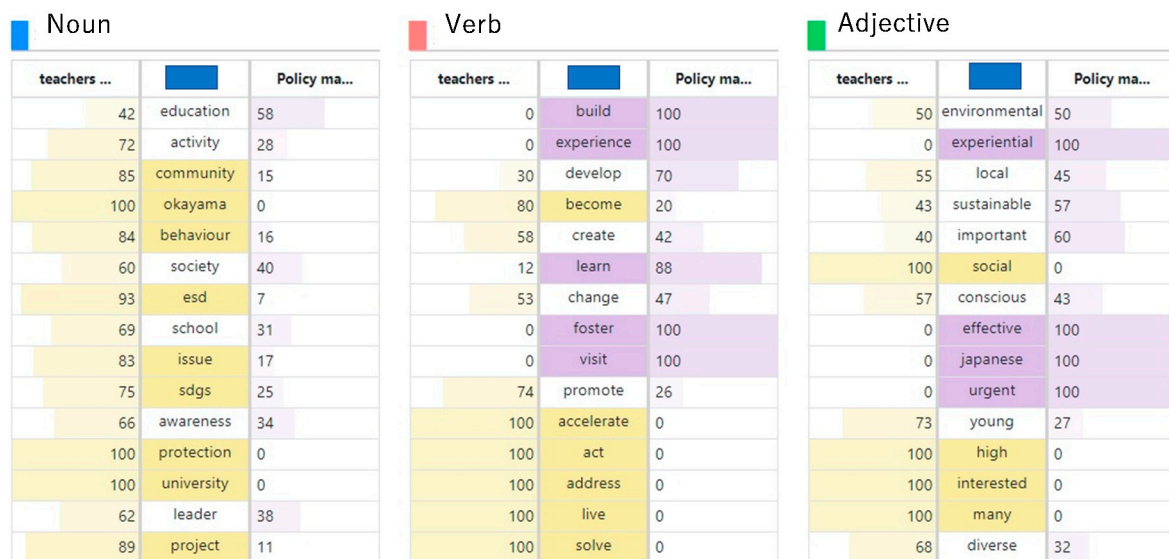 Noun Verb Adjective
teachers ... Policy ma... teachers ... Policy ma... teachers ... Policy ma...
42 education 58 0 build 100 50 environmental 50
72 activity 28 0 experience 100 0 experiential 100
85 community 15 30 develop 70 55 local 45
100 okayama 0 80 become 20 43 sustainable 57
84 behaviour 16 58 create 42 40 important 60
60 society 40 12 learn 88 100 social 0
93 esd 7 53 change 47 57 conscious 43
69 school 31 0 foster 100 0 effective 100
83 issue 17 0 visit 100 0 japanese 100
75 sdgs 25 74 promote 26 0 urgent 100
66 awareness 34 100 accelerate 0 73 young 27
100 protection 0 100 act 0 100 high 0
100 university 0 100 address 0 100 interested 0
62 leader 38 100 live 0 100 many 0
89 project 11 100 solve 0 68 diverse 32